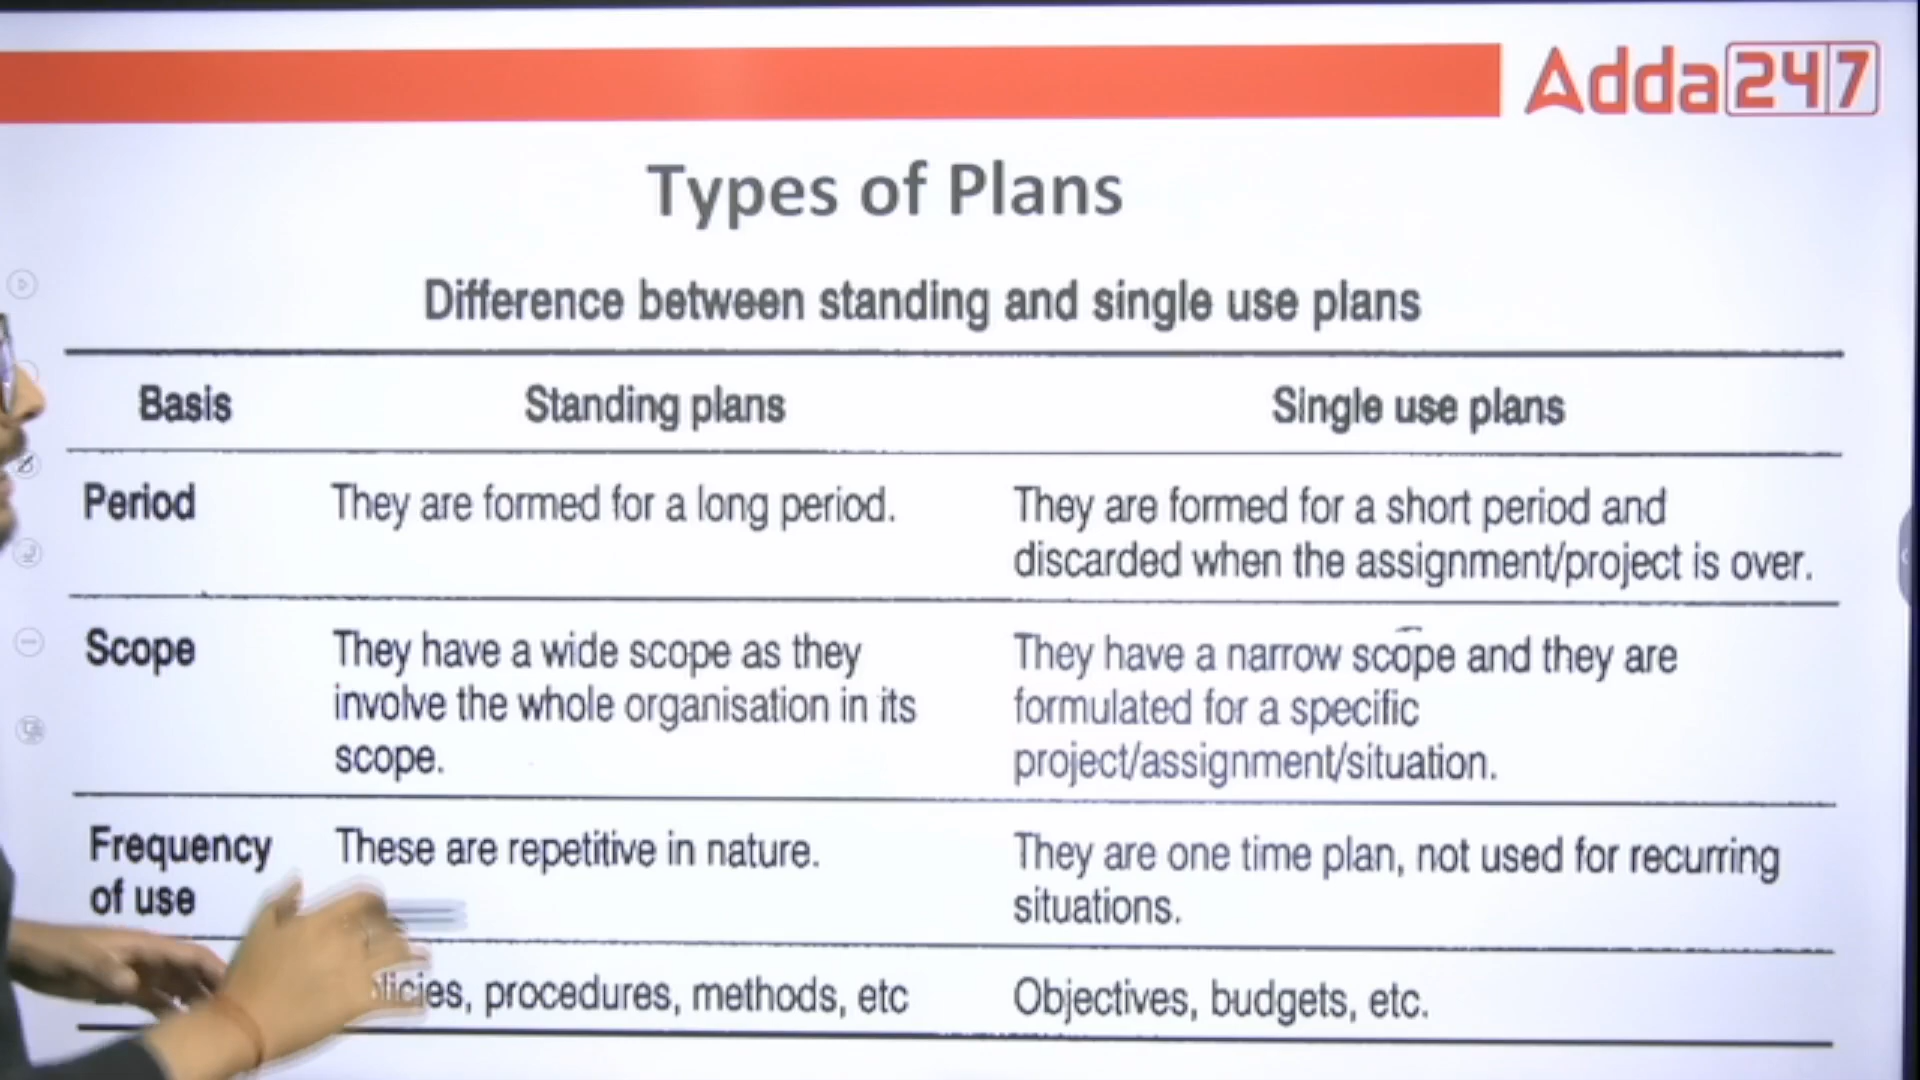 Adda247
Types of Plans
Difference between standing and single use plans
Basis Standing plans Single use plans
Period They are formed for a long period. They are formed for a short period and
discarded when the assignment/project is over.
Scope They have a wide scope as they They have a narrow scope and they are
involve the whole organisation in its formulated for a specific
scope. project/assignment/situation.
Frequency These are repetitive in nature. They are one time plan, not used for recurring
of use situations.
procedures, methods, etc Objectives, budgets, etc.